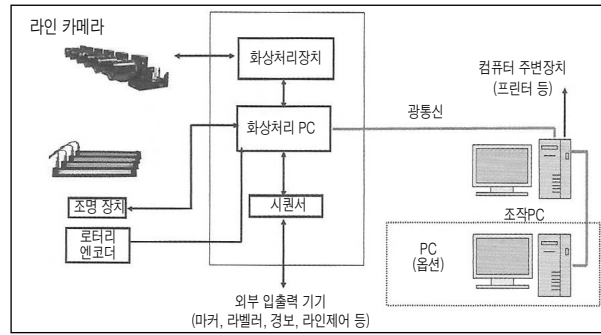 라인 카메라
화상처리장치
화상처리 PC
조명 장치
로터리
엔코더
시퀀서
외부 입출력 기기
(마커, 라벨러, 경보, 라인제어 등)
광통신
컴퓨터 주변장치
(프린터 등)
조작PC
PC
(옵션)